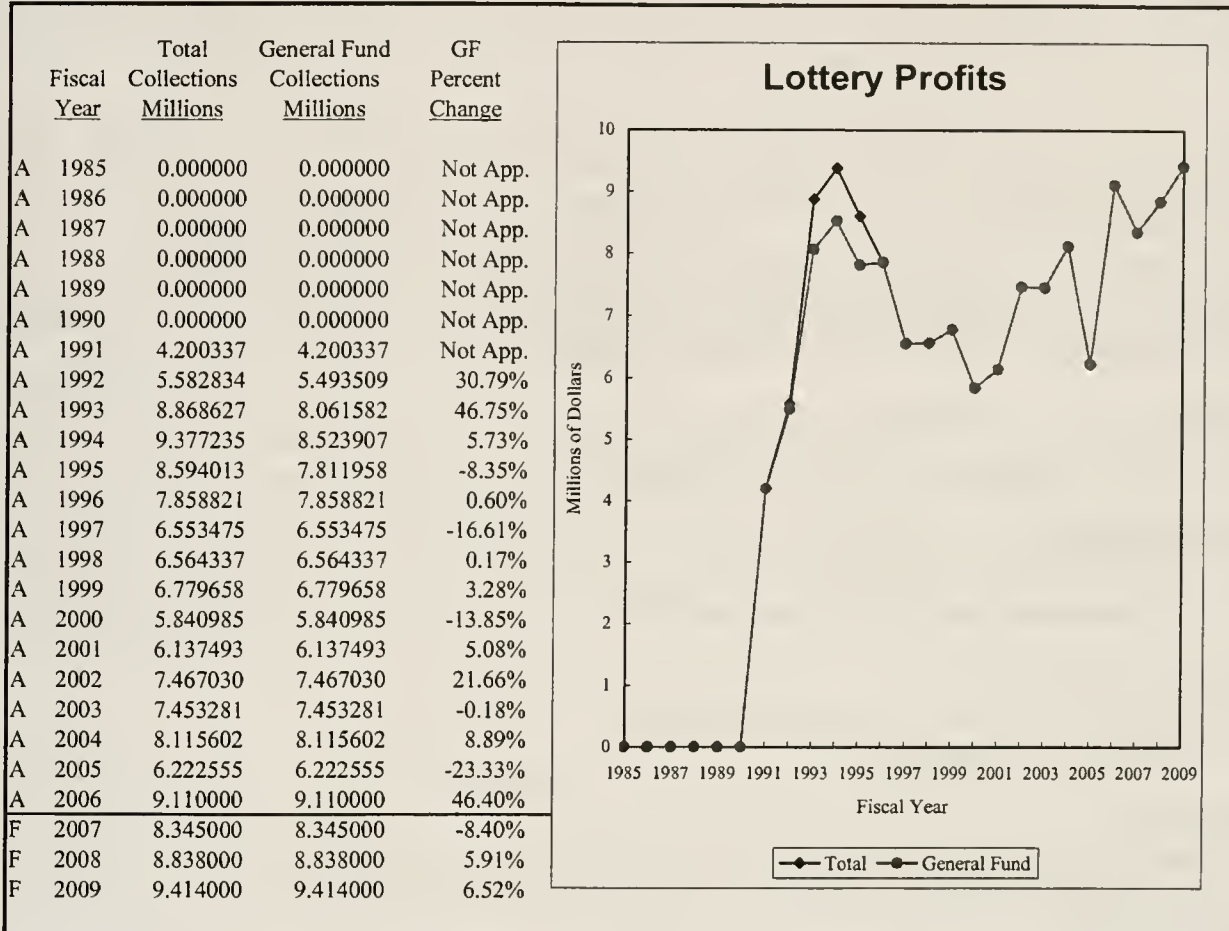 Total General Fund GF
Fiscal Collections Collections Percent
Year Millions Millions Change
A 1985 0.000000 0.000000 Not App.
A 1986 0.000000 0.000000 Not App.
A 1987 0.000000 0.000000 Not App.
A 1988 0.000000 0.000000 Not App.
A 1989 0.000000 0.000000 Not App.
A 1990 0.000000 0.000000 Not App.
A 1991 4.200337 4.200337 Not App.
A 1992 5.582834 5.493509 30.79%
A 1993 8.868627 8.061582 46.75%
A 1994 9.377235 8.523907 5.73%
A 1995 8.594013 7.811958 -8.35%
A 1996 7.858821 7.858821 0.60%
A 1997 6.553475 6.553475 -16.61%
A 1998 6.564337 6.564337 0.17%
A 1999 6.779658 6.779658 3.28%
A 2000 5.840985 5.840985 -13.85%
A 2001 6.137493 6.137493 5.08%
A 2002 7.467030 7.467030 21.66%
A 2003 7.453281 7.453281 -0.18%
A 2004 8.115602 8.115602 8.89%
A 2005 6.222555 6.222555 -23.33%
A 2006 9.110000 9.110000 46.40%
F 2007 8.345000 8.345000 -8.40%
F 2008 8.838000 8.838000 5.91%
F 2009 9.414000 9.414000 6.52%
Lottery Profits
10
9
8
7
6
5
4
3
2
1
0
Millions of Dollars
1985 1987 1989 1991 1993 1995 1997 1999 2001 2003 2005 2007 2009
Fiscal Year
Total General Fund